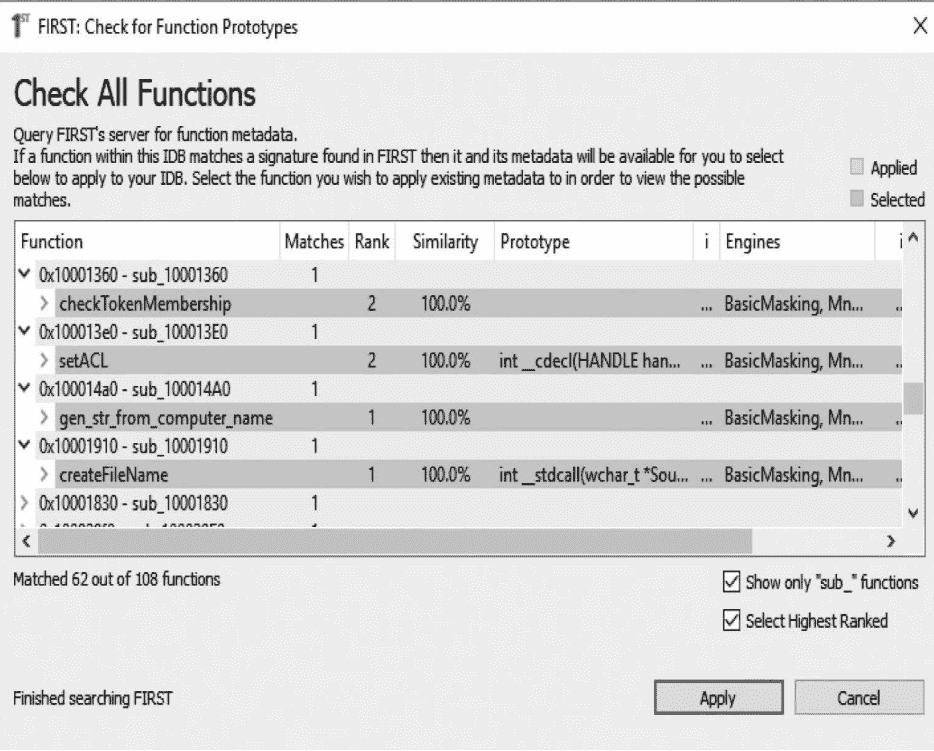 1ST FIRST: Check for Function Prototypes X
Check All Functions
Query FIRST's server for function metadata.
If a function within this IDB matches a signature found in FIRST then it and its metadata will be available for you to select
below to apply to your IDB. Select the function you wish to apply existing metadata to in order to view the possible
matches.
Applied
Selected
Function Matches Rank Similarity Prototype i Engines i
0x10001360 - sub_10001360 1
checkTokenMembership 2 100.0% ... BasicMasking, Mn... ..
0x100013e0 - sub_100013E0 1
setACL 2 100.0% int __cdecl(HANDLE han... ... BasicMasking, Mn... ..
0x100014a0 - sub_100014A0 1
gen_str_from_computer_name 1 100.0% ... BasicMasking, Mn... ..
0x10001910 - sub_10001910 1
createFileName 1 100.0% int __stdcall(wchar_t *Sou... ... BasicMasking, Mn... ..
0x10001830 - sub_10001830 1
Matched 62 out of 108 functions
Show only "sub_" functions
Select Highest Ranked
Finished searching FIRST
Apply Cancel